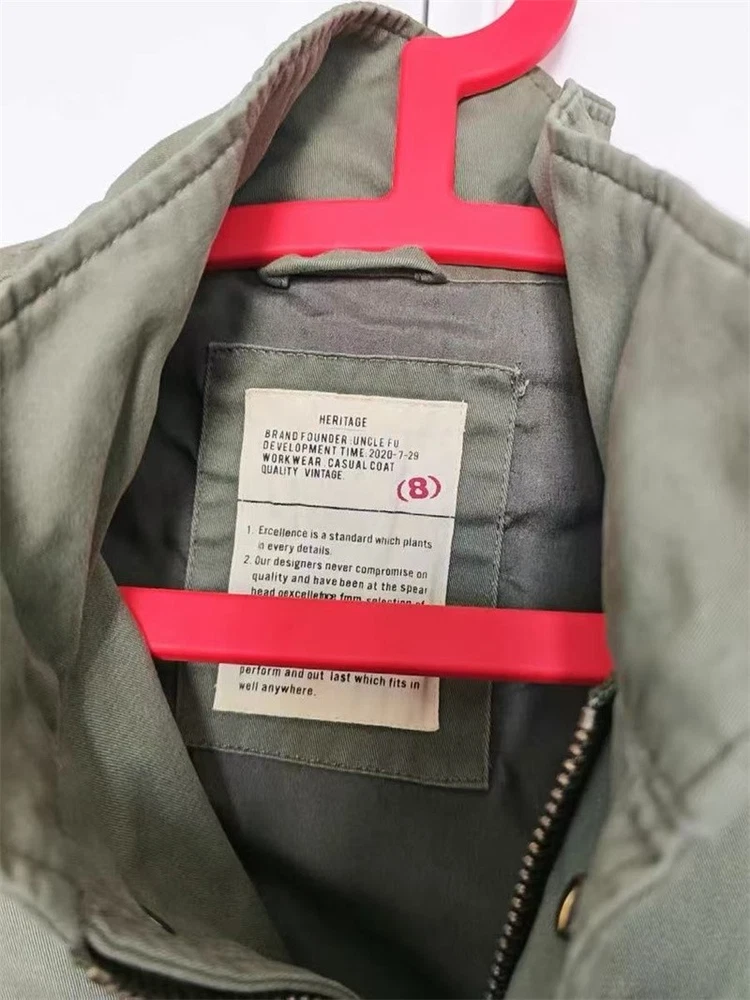 HERITAGE
BRAND FOUNDER:UNCLE FU
DEVELOPMENT TIME.2020-7-29
WORKWEAR.CASUAL COAT
QUALITY VINTAGE.
(8)
1. Excellence is a standard which plants
in every details.
2. Our designers never compromise on
quality and have been at the spear
head
perform and out last which fits in
well anywhere.